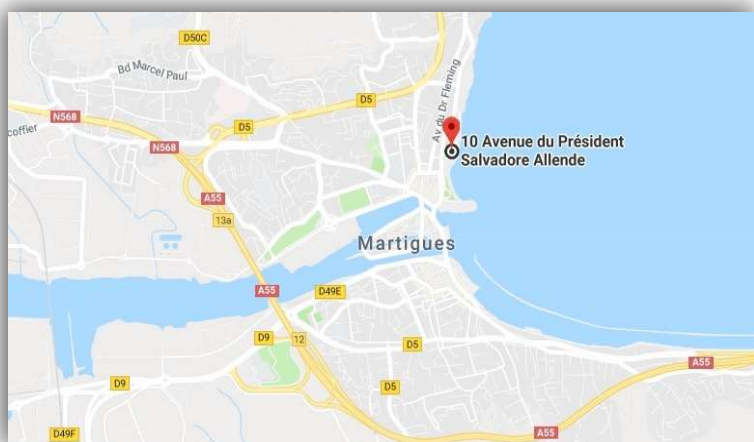 D50C
Bd Marcel Paul
Av du Dr Fleming
D5
N568
D5
coffier
N568
10 Avenue du Président
Salvadore Allende
A55
13a
Martigues
A55
D49E
D9
12
D5
A55
D9
D5
D49F
A55